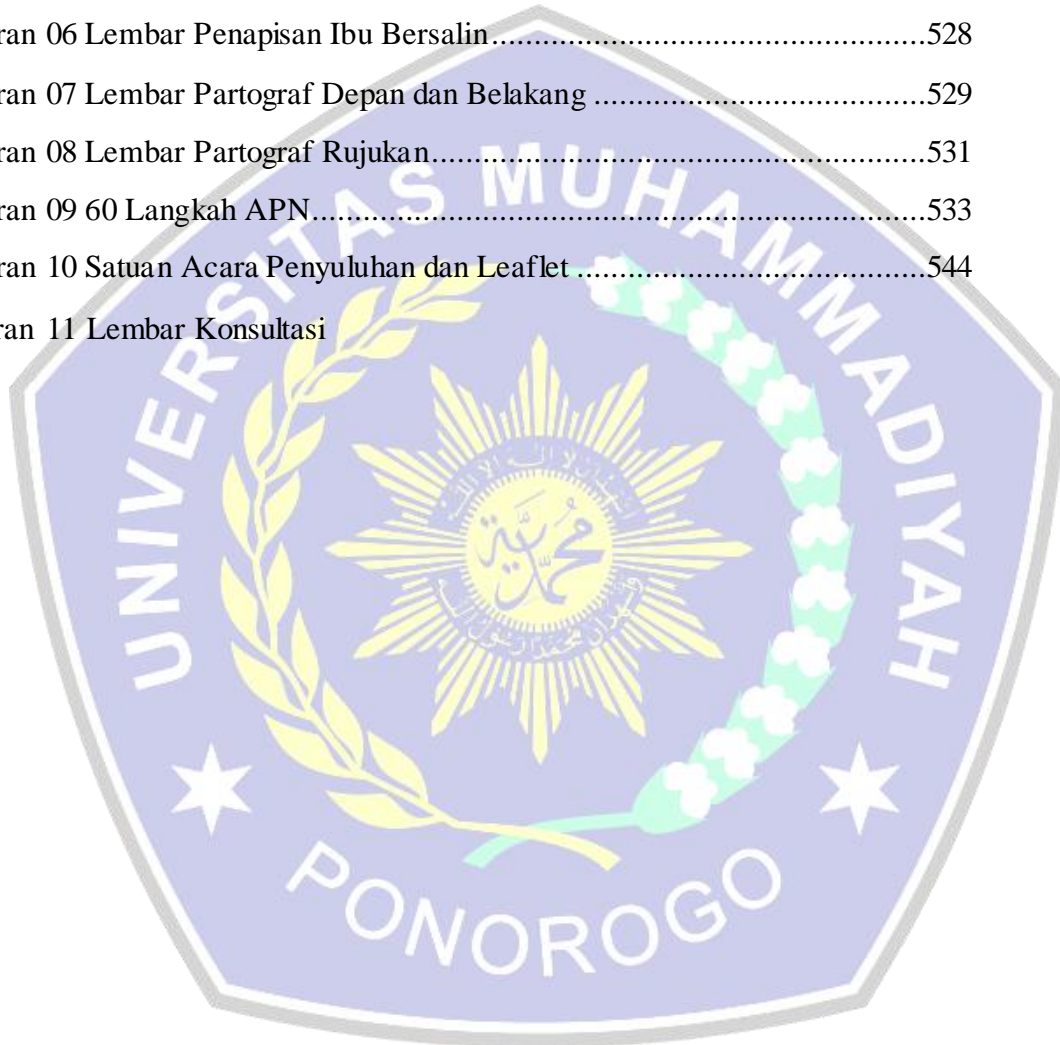 ran 06 Lembar Penapisan Ibu Bersalin.......................................................528
ran 07 Lembar Partograf Depan dan Belakang ..........................................529
ran 08 Lembar Partograf Rujukan..............................................................531
ran 09 60 Langkah APN.............................................................................533
ran 10 Satuan Acara Penyuluhan dan Leaflet ............................................544
ran 11 Lembar Konsultasi
UNIVERSITAS MUHAMMADIYAH
PONOROGO
محمد